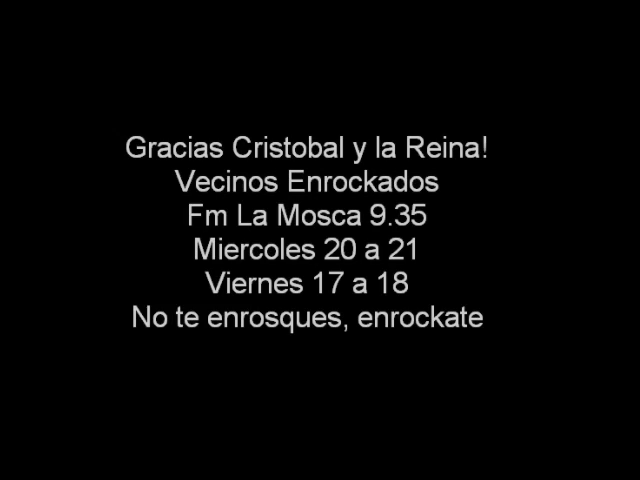 Gracias Cristobal y la Reina!
Vecinos Enrockados
Fm La Mosca 9.35
Miercoles 20 a 21
Viernes 17 a 18
No te enrosques, enrockate